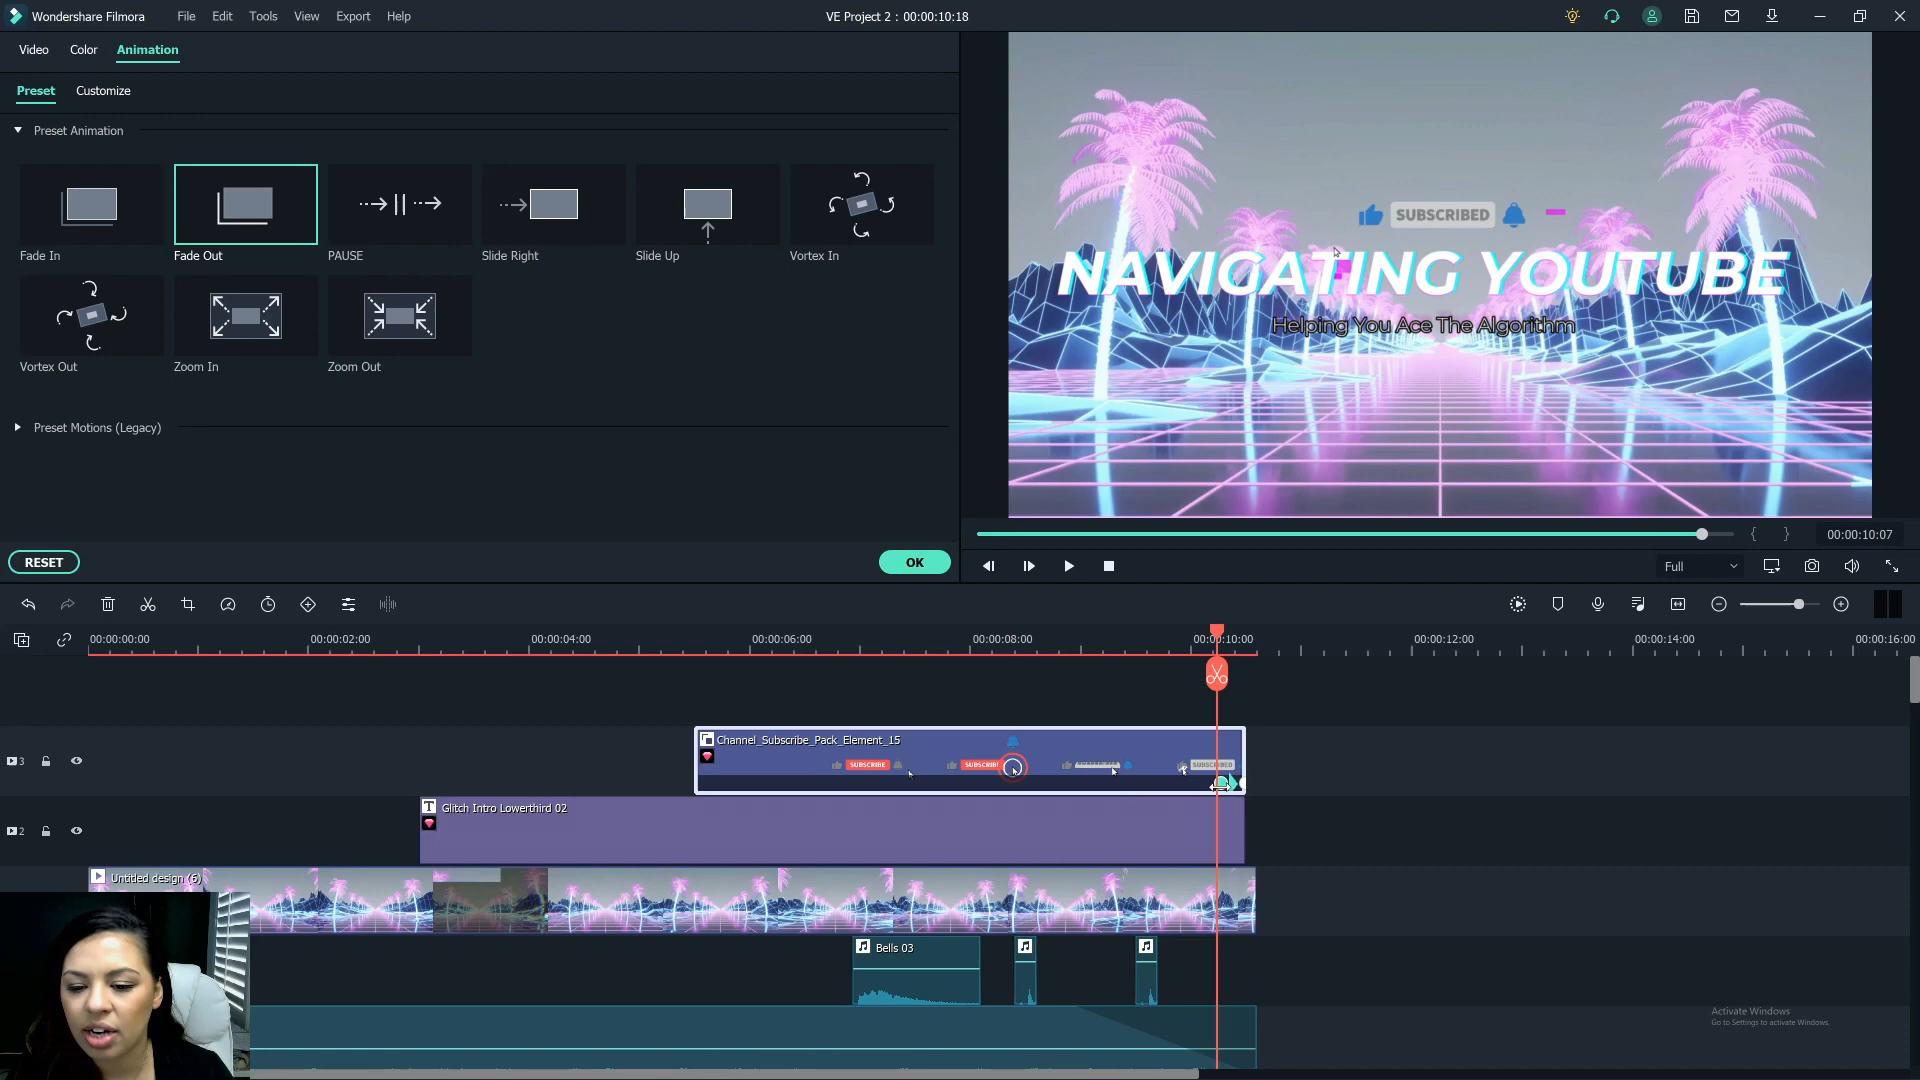 Wondershare Filmora File Edit Tools View Export Help VE Project 2 : 00:00:10:18
Video Color Animation
Preset Customize
Preset Animation
Fade In Fade Out PAUSE Slide Right Slide Up Vortex In
Vortex Out Zoom In Zoom Out
Preset Motions (Legacy)
RESET OK
SUBSCRIBED
NAVIGATING YOUTUBE
Helping You Ace The Algorithm
{ } 00:00:10:07
Full
00:00:00:00 00:00:02:00 00:00:04:00 00:00:06:00 00:00:08:00 00:00:10:00 00:00:12:00 00:00:14:00 00:00:16:00
Channel_Subscribe_Pack_Element_15
3 SUBSCRIBE SUBSCRIBE SUBSCRIBED
T Glitch Intro Lowerthird 02
2
Untitled design (6)
Bells 03
Activate Windows
Go to Settings to activate Windows.